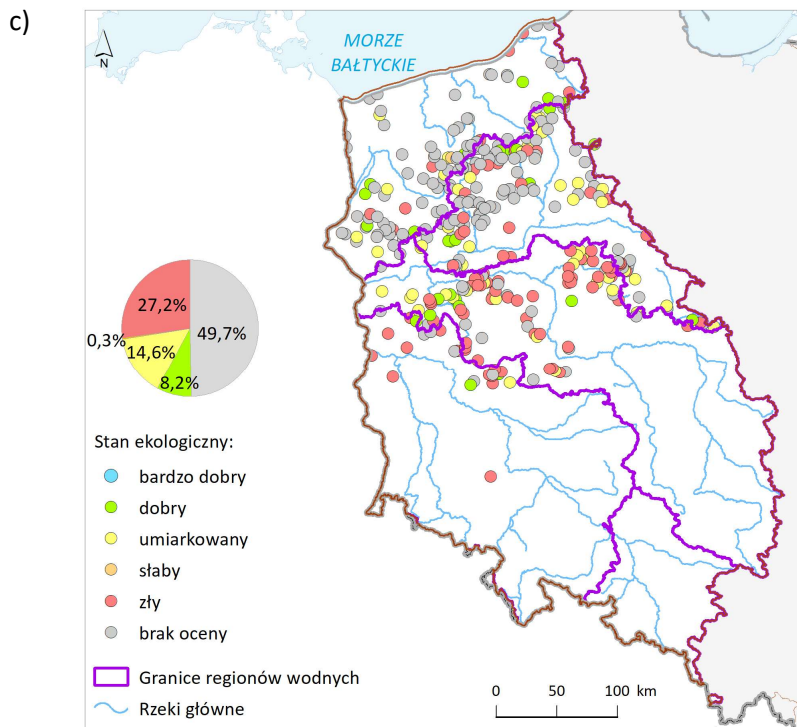 c)
N
MORZE
BAŁTYCKIE
27,2%
49,7%
0,3%
14,6%
8,2%
Stan ekologiczny:
bardzo dobry
dobry
umiarkowany
słaby
zły
brak oceny
Granice regionów wodnych
Rzeki główne
0 50 100 km